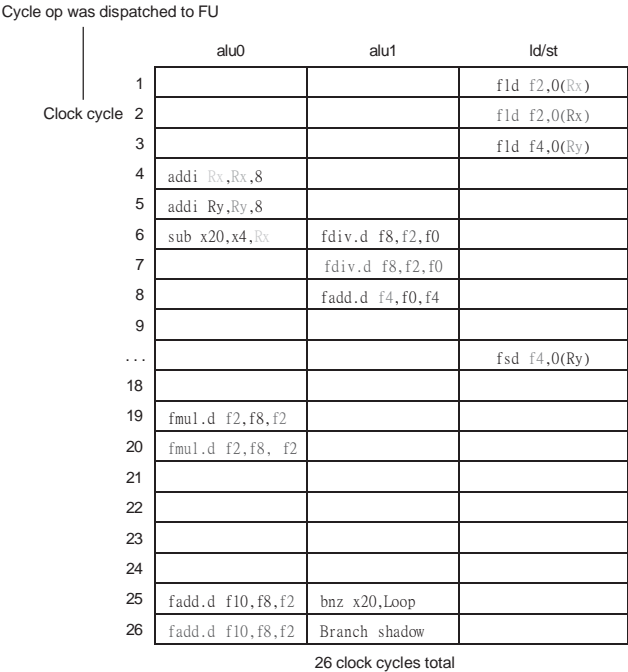 Cycle op was dispatched to FU
alu0 alu1 ld/st
1 fld f2,0(Rx)
Clock cycle 2 fld f2,0(Rx)
3 fld f4,0(Ry)
4 addi Rx,Rx,8
5 addi Ry,Ry,8
6 sub x20,x4,Rx fdiv.d f8,f2,f0
7 fdiv.d f8,f2,f0
8 fadd.d f4,f0,f4
9
... fsd f4,0(Ry)
18
19 fmul.d f2,f8,f2
20 fmul.d f2,f8, f2
21
22
23
24
25 fadd.d f10,f8,f2 bnz x20,Loop
26 fadd.d f10,f8,f2 Branch shadow
26 clock cycles total